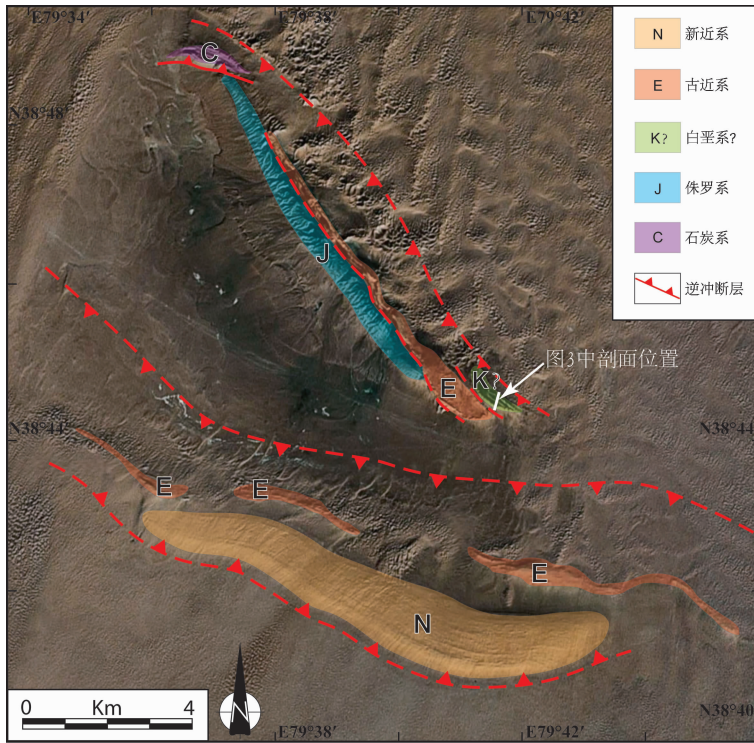 E79°34′
E79°38′
E79°42′
N
新近系
E
古近系
K?
白垩系?
J
侏罗系
C
石炭系
逆冲断层
C
N38°48′
J
E
K?
图3中剖面位置
N38°44′
N38°44′
E
E
E
N
0
Km
4
N
E79°38′
E79°42′
N38°40′